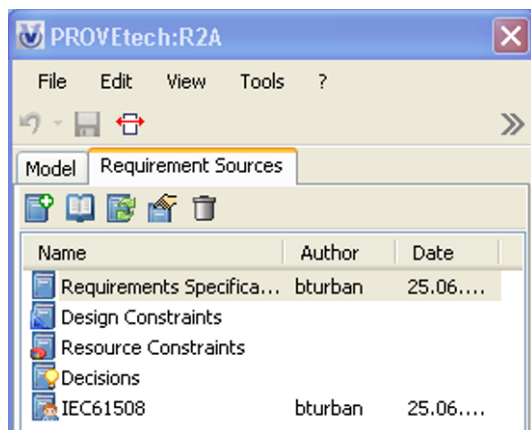 PROVEtech:R2A
File Edit View Tools ?
Model Requirement Sources
Name Author Date
Requirements Specifica... bturban 25.06....
Design Constraints
Resource Constraints
Decisions
IEC61508 bturban 25.06....